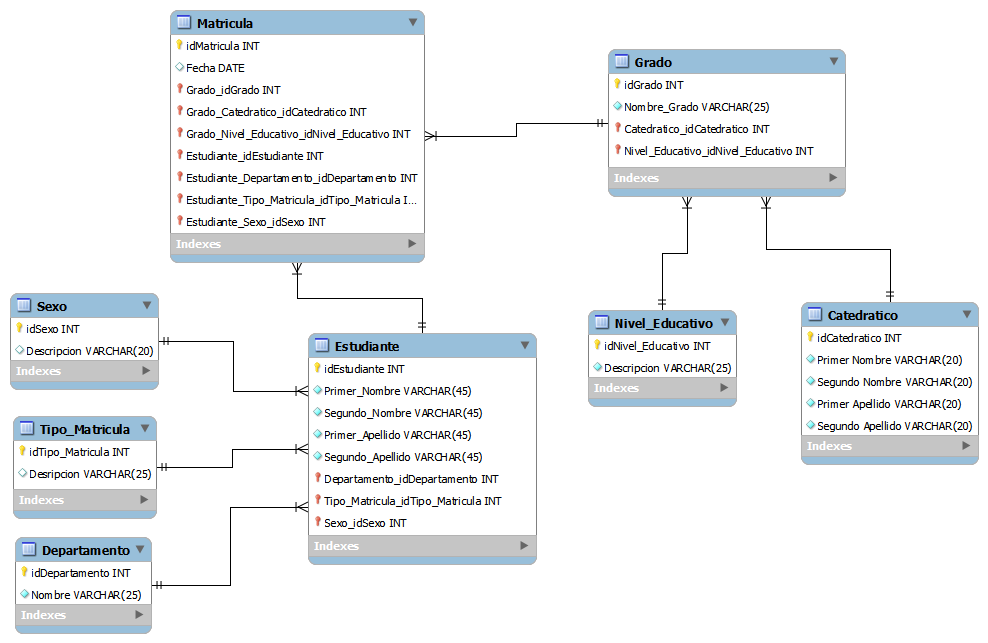 Matricula
idMatricula INT
Fecha DATE
Grado_idGrado INT
Grado_Catedratico_idCatedratico INT
Grado_Nivel_Educativo_idNivel_Educativo INT
Estudiante_idEstudiante INT
Estudiante_Departamento_idDepartamento INT
Estudiante_Tipo_Matricula_idTipo_Matricula I...
Estudiante_Sexo_idSexo INT
Indexes
Grado
idGrado INT
Nombre_Grado VARCHAR(25)
Catedratico_idCatedratico INT
Nivel_Educativo_idNivel_Educativo INT
Indexes
Sexo
idSexo INT
Descripcion VARCHAR(20)
Indexes
Tipo_Matricula
idTipo_Matricula INT
Desripcion VARCHAR(25)
Indexes
Departamento
idDepartamento INT
Nombre VARCHAR(25)
Indexes
Estudiante
idEstudiante INT
Primer_Nombre VARCHAR(45)
Segundo_Nombre VARCHAR(45)
Primer_Apellido VARCHAR(45)
Segundo_Apellido VARCHAR(45)
Departamento_idDepartamento INT
Tipo_Matricula_idTipo_Matricula INT
Sexo_idSexo INT
Indexes
Nivel_Educativo
idNivel_Educativo INT
Descripcion VARCHAR(25)
Indexes
Catedratico
idCatedratico INT
Primer Nombre VARCHAR(20)
Segundo Nombre VARCHAR(20)
Primer Apellido VARCHAR(20)
Segundo Apellido VARCHAR(20)
Indexes